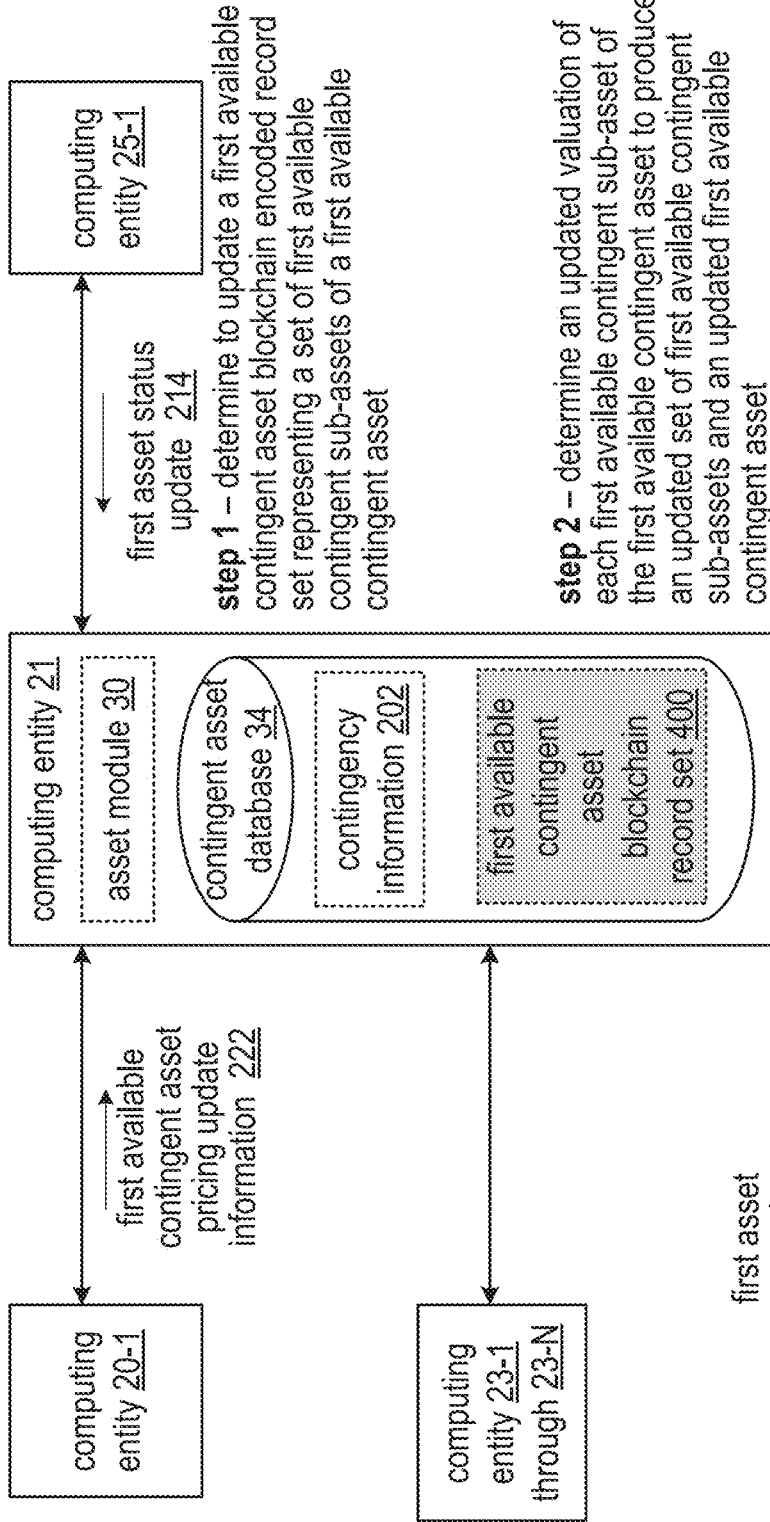 computing
entity 20-1
first available
contingent asset
pricing update
information 222
computing
entity 23-1
through 23-N
first asset
computing entity 21
asset module 30
contingent asset
database 34
contingency
information 202
first available
contingent
asset
blockchain
record set 400
first asset status
update 214
computing
entity 25-1
step 1 – determine to update a first available
contingent asset blockchain encoded record
set representing a set of first available
contingent sub-assets of a first available
contingent asset
step 2 – determine an updated valuation of
each first available contingent sub-asset of
the first available contingent asset to produce
an updated set of first available contingent
sub-assets and an updated first available
contingent asset